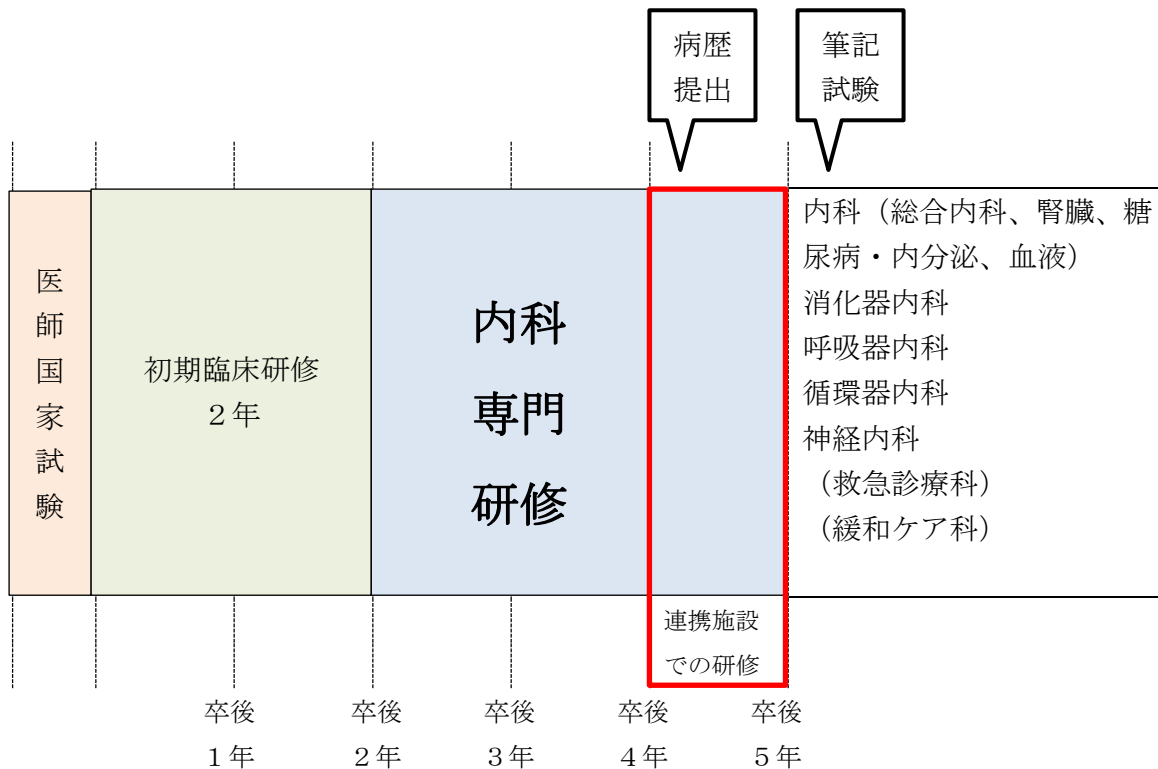 病歴
提出
筆記
試験
医
師
国
家
試
験
初期臨床研修
２年
内科
専門
研修
内科（総合内科、腎臓、糖
尿病・内分泌、血液）
消化器内科
呼吸器内科
循環器内科
神経内科
（救急診療科）
（緩和ケア科）
連携施設
での研修
卒後
１年
卒後
２年
卒後
３年
卒後
４年
卒後
５年